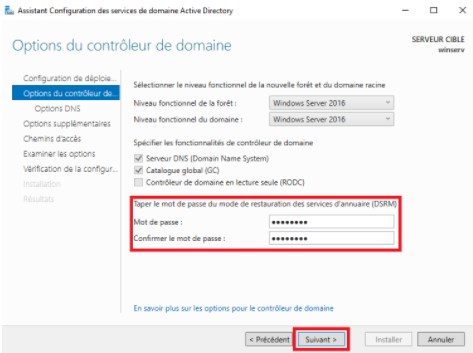 Assistant Configuration des services de domaine Active Directory
Options du contrôleur de domaine
SERVEUR CIBLE
winserv
Configuration de déploie...
Options du contrôleur de...
Options DNS
Options supplémentaires
Chemins d'accès
Examiner les options
Vérification de la configur...
Installation
Résultats
Sélectionner le niveau fonctionnel de la nouvelle forêt et du domaine racine
Niveau fonctionnel de la forêt : Windows Server 2016
Niveau fonctionnel du domaine : Windows Server 2016
Spécifier les fonctionnalités de contrôleur de domaine
Serveur DNS (Domain Name System)
Catalogue global (GC)
Contrôleur de domaine en lecture seule (RODC)
Taper le mot de passe du mode de restauration des services d'annuaire (DSRM)
Mot de passe : ••••••••
Confirmer le mot de passe : ••••••••
En savoir plus sur les options pour le contrôleur de domaine
< Précédent Suivant > Installer Annuler